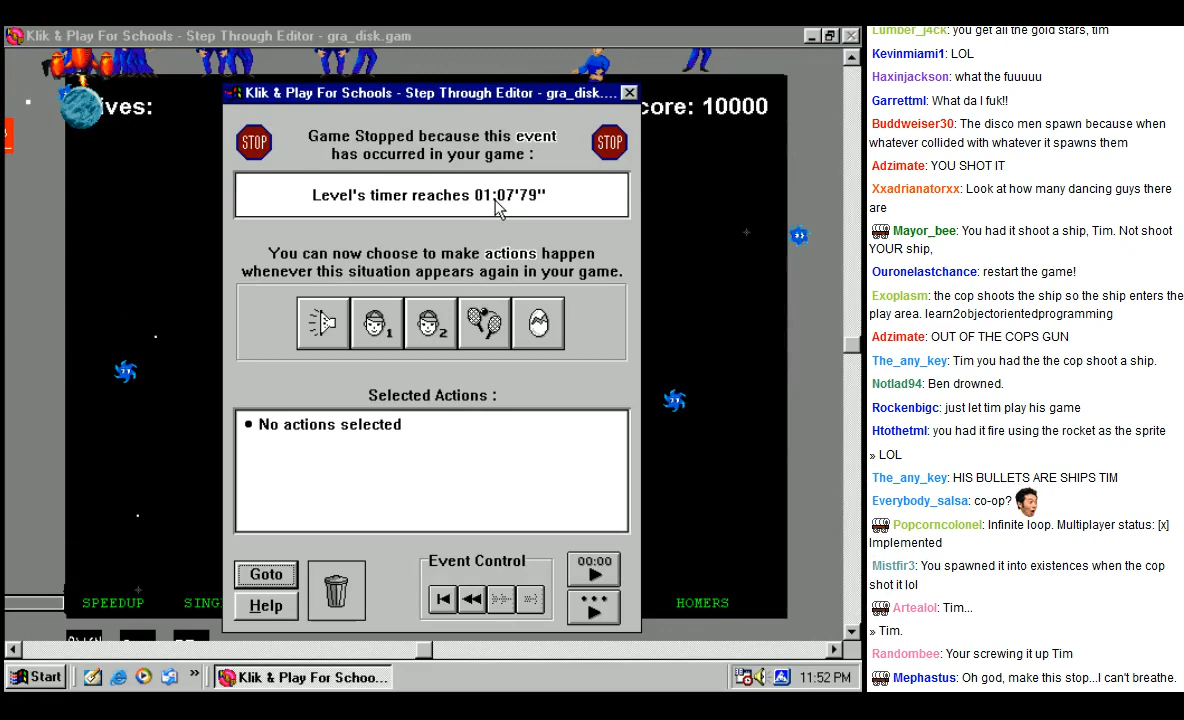 Klik & Play For Schools - Step Through Editor - gra_disk.gam
ives:
core: 10000
Klik & Play For Schools - Step Through Editor - gra_disk....
STOP
Game Stopped because this event
has occurred in your game :
STOP
Level's timer reaches 01:07'79"
You can now choose to make actions happen
whenever this situation appears again in your game.
1
2
Selected Actions :
• No actions selected
Goto
Help
Event Control
00:00
SPEEDUP
SING
HOMERS
Start
»
Klik & Play For Schoo...
11:52 PM
Lumber_j4ck: you get all the gold stars, tim
Kevinmiami1: LOL
Haxinjackson: what the fuuuuu
Garrettml: What da I fuk!!
Buddweiser30: The disco men spawn because when
whatever collided with whatever it spawns them
Adzimate: YOU SHOT IT
Xxadrianatorxx: Look at how many dancing guys there
are
Mayor_bee: You had it shoot a ship, Tim. Not shoot
YOUR ship,
Ouronelastchance: restart the game!
Exoplasm: the cop shoots the ship so the ship enters the
play area. learn2objectorientedprogramming
Adzimate: OUT OF THE COPS GUN
The_any_key: Tim you had the the cop shoot a ship.
Notlad94: Ben drowned.
Rockenbigc: just let tim play his game
Htothetml: you had it fire using the rocket as the sprite
» LOL
The_any_key: HIS BULLETS ARE SHIPS TIM
Everybody_salsa: co-op?
Popcorncolonel: Infinite loop. Multiplayer status: [x]
Implemented
Mistfir3: You spawned it into existences when the cop
shot it lol
Artealol: Tim...
» Tim.
Randombee: Your screwing it up Tim
Mephastus: Oh god, make this stop...I can't breathe.